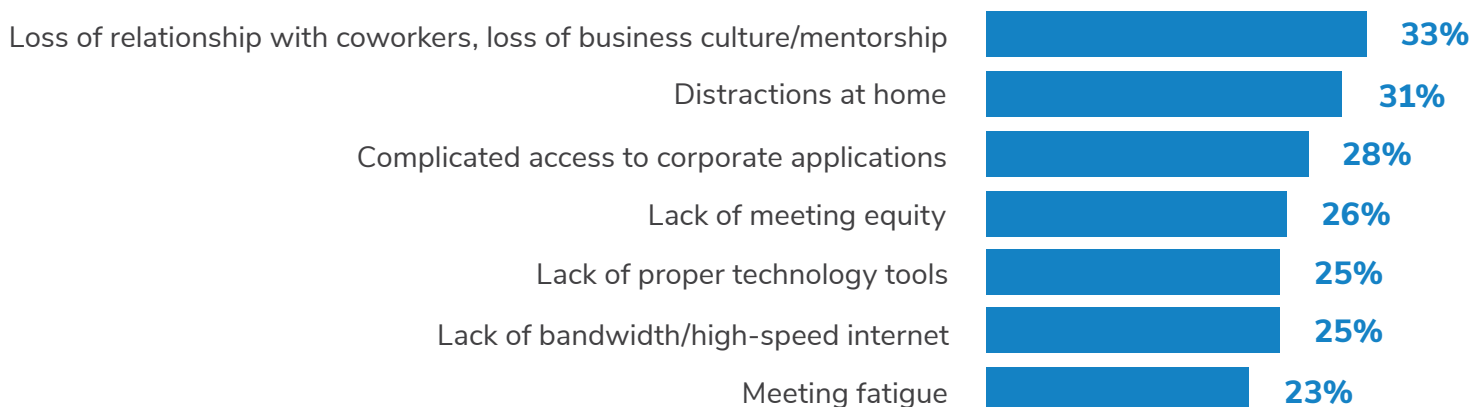 Loss of relationship with coworkers, loss of business culture/mentorship 33%
Distractions at home 31%
Complicated access to corporate applications 28%
Lack of meeting equity 26%
Lack of proper technology tools 25%
Lack of bandwidth/high-speed internet 25%
Meeting fatigue 23%